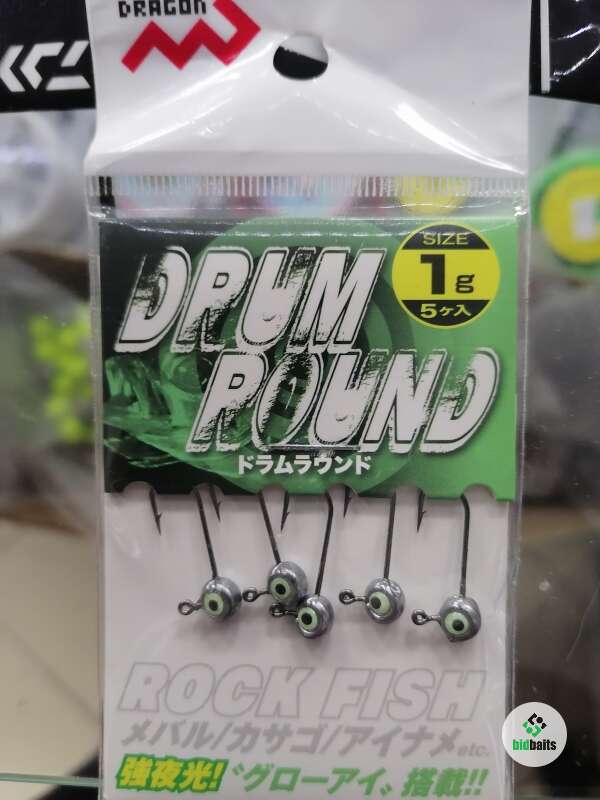 DRAGON
SIZE
1g
5ヶ入
DRUM
ROUND
ドラムラウンド
ROCK FISH
メバル/カサゴ/アイナメetc.
強夜光!〝グローアイ〟搭載!!
bidbaits